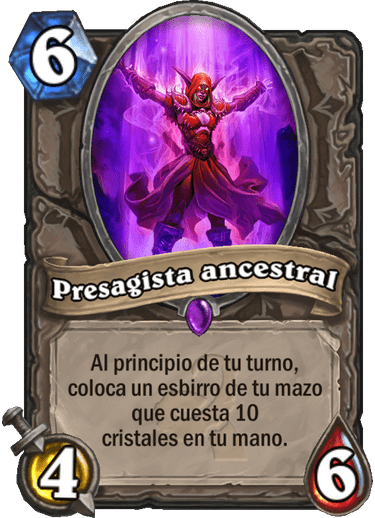 6
Presagista ancestral
Al principio de tu turno,
coloca un esbirro de tu mazo
que cuesta 10
cristales en tu mano.
4
6